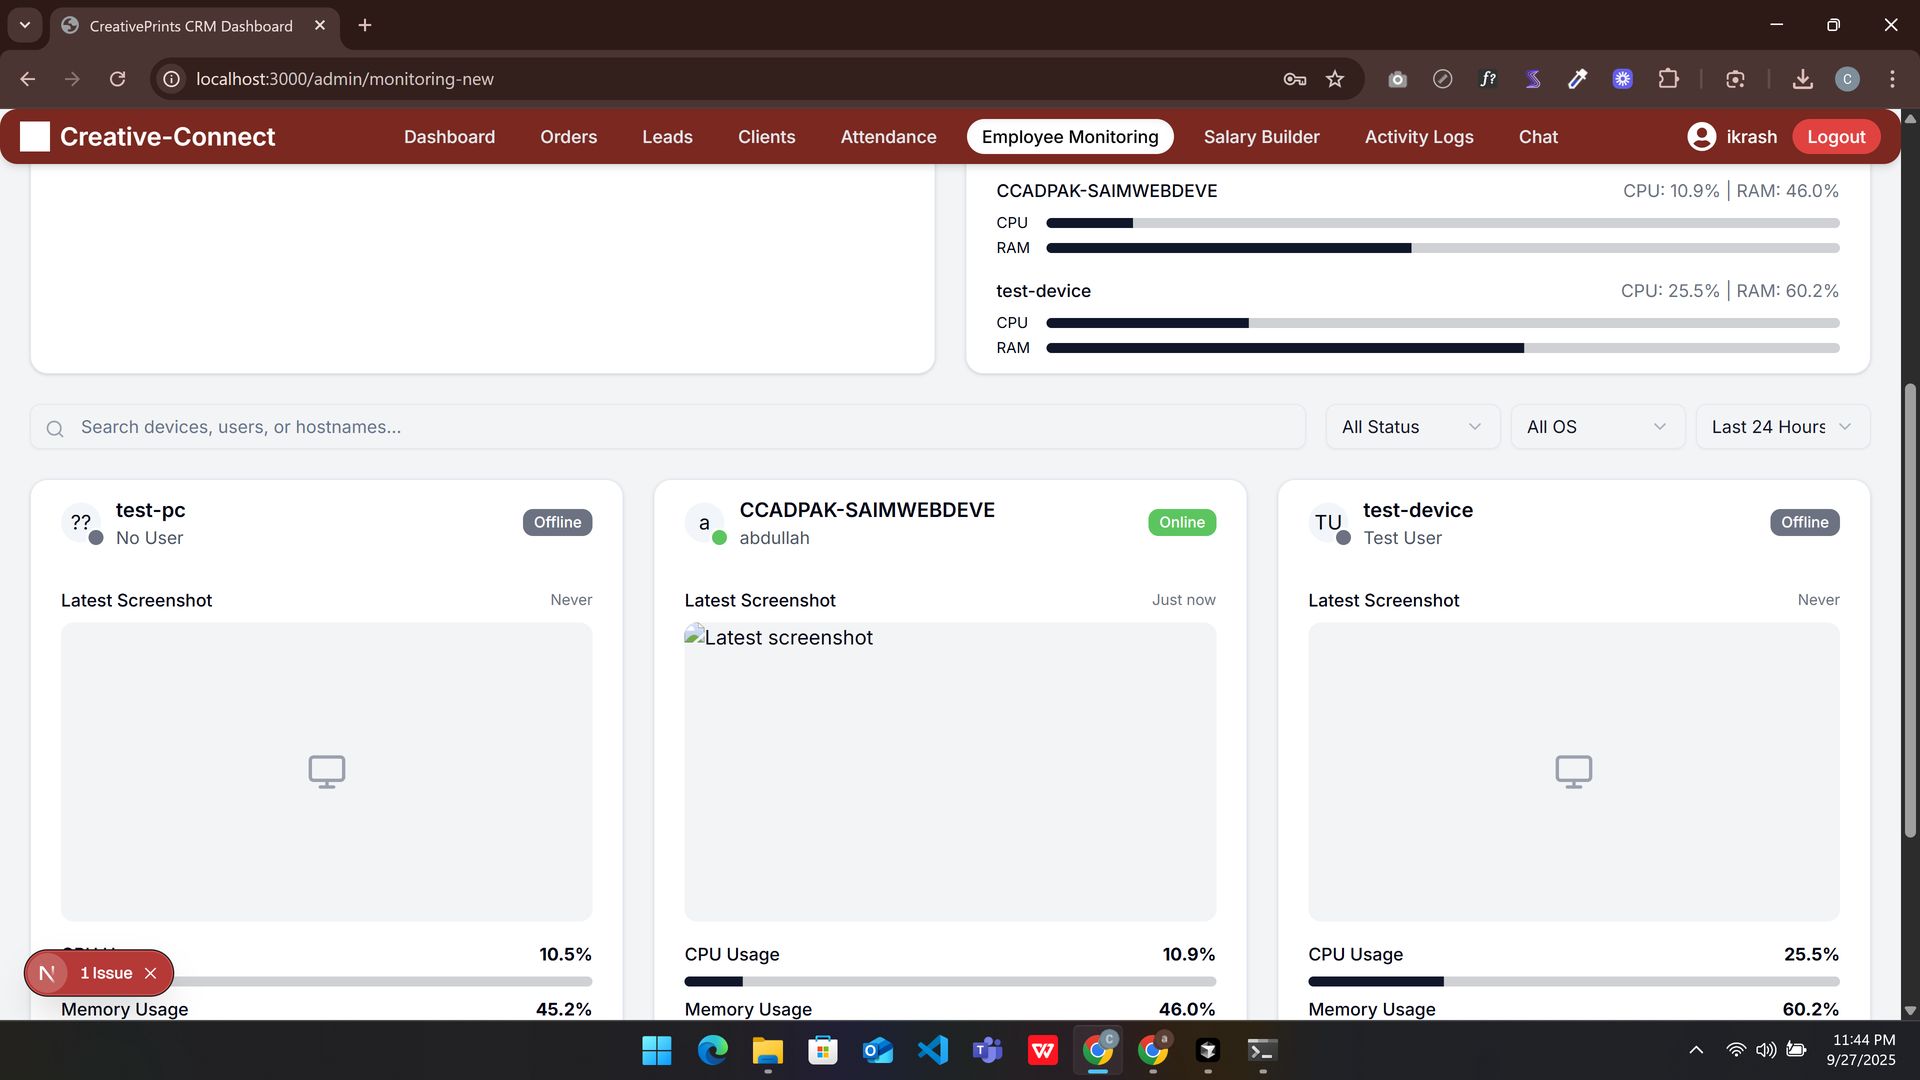 CreativePrints CRM Dashboard
localhost:3000/admin/monitoring-new
f?
C
Creative-Connect
Dashboard
Orders
Leads
Clients
Attendance
Employee Monitoring
Salary Builder
Activity Logs
Chat
ikrash
Logout
CCADPAK-SAIMWEBDEVE
CPU: 10.9% | RAM: 46.0%
CPU
RAM
test-device
CPU: 25.5% | RAM: 60.2%
CPU
RAM
Search devices, users, or hostnames...
All Status
All OS
Last 24 Hours
??
test-pc
No User
Offline
Latest Screenshot
Never
10.5%
Memory Usage
45.2%
a
CCADPAK-SAIMWEBDEVE
abdullah
Online
Latest Screenshot
Just now
Latest screenshot
CPU Usage
10.9%
Memory Usage
46.0%
TU
test-device
Test User
Offline
Latest Screenshot
Never
CPU Usage
25.5%
Memory Usage
60.2%
N
1 Issue
C
a
11:44 PM
9/27/2025